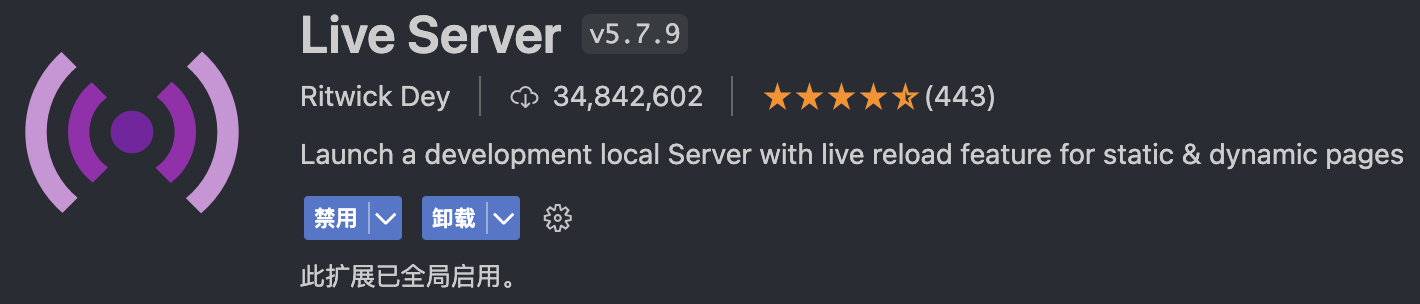 Live Server v5.7.9
Ritwick Dey 34,842,602 (443)
Launch a development local Server with live reload feature for static & dynamic pages
禁用 卸载
此扩展已全局启用。